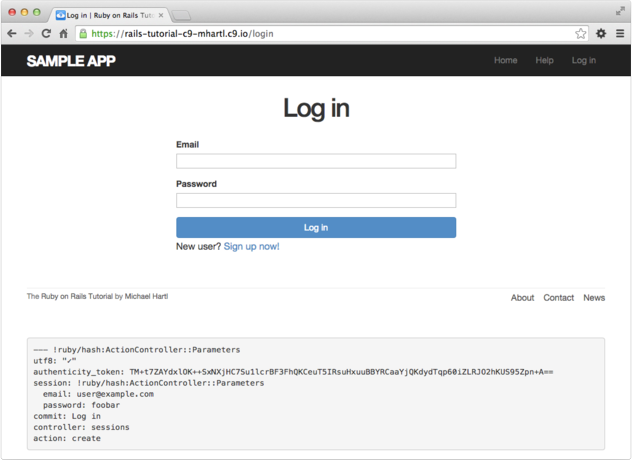 Log in | Ruby on Rails Tuto
https://rails-tutorial-c9-mhartl.c9.io/login
SAMPLE APP
Home Help Log in
Log in
Email
Password
Log in
New user? Sign up now!
The Ruby on Rails Tutorial by Michael Hartl
About Contact News
--- !ruby/hash:ActionController::Parameters
utf8: "✓"
authenticity_token: TM+t7ZAYdxlOK++SxNXjHC7Su1lcrBF3FhQKCeuT5IRsuHxuuBBYRCaaYjQKdydTqp60iZLRJO2hKUS95Zpn+A==
session: !ruby/hash:ActionController::Parameters
email: user@example.com
password: foobar
commit: Log in
controller: sessions
action: create